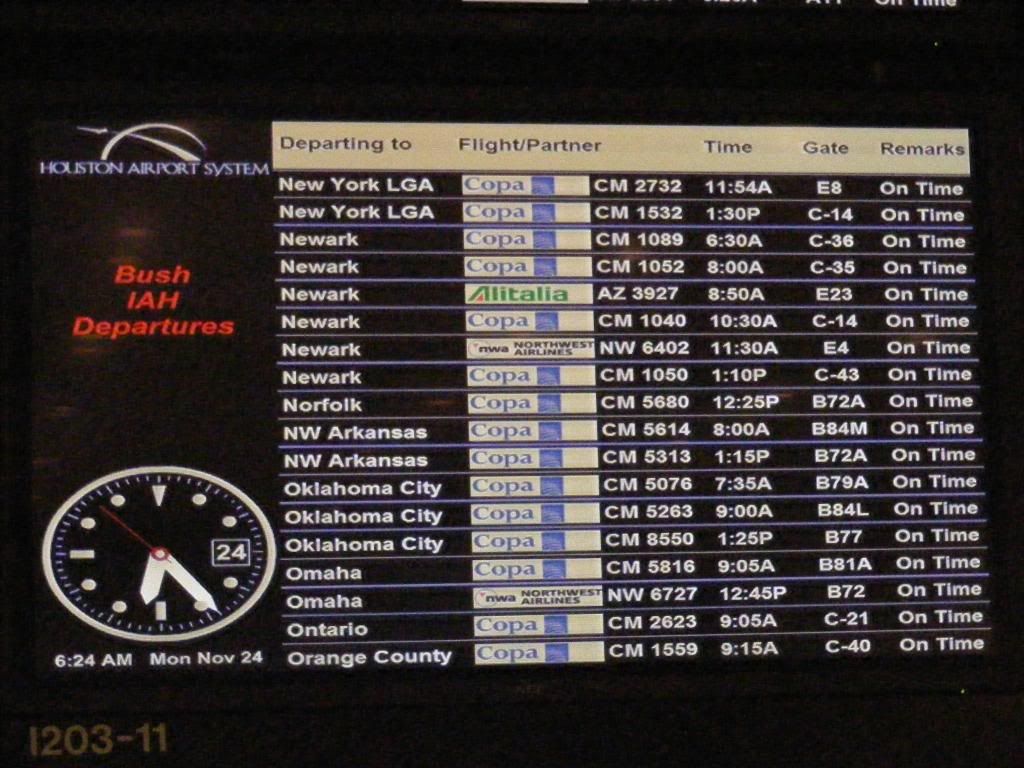 On Time
HOUSTON AIRPORT SYSTEM
Bush
IAH
Departures
24
6:24 AM Mon Nov 24
Departing to Flight/Partner Time Gate Remarks
New York LGA Copa CM 2732 11:54A E8 On Time
New York LGA Copa CM 1532 1:30P C-14 On Time
Newark Copa CM 1089 6:30A C-36 On Time
Newark Copa CM 1052 8:00A C-35 On Time
Newark Alitalia AZ 3927 8:50A E23 On Time
Newark Copa CM 1040 10:30A C-14 On Time
Newark nwa NORTHWEST AIRLINES NW 6402 11:30A E4 On Time
Newark Copa CM 1050 1:10P C-43 On Time
Norfolk Copa CM 5680 12:25P B72A On Time
NW Arkansas Copa CM 5614 8:00A B84M On Time
NW Arkansas Copa CM 5313 1:15P B72A On Time
Oklahoma City Copa CM 5076 7:35A B79A On Time
Oklahoma City Copa CM 5263 9:00A B84L On Time
Oklahoma City Copa CM 8550 1:25P B77 On Time
Omaha Copa CM 5816 9:05A B81A On Time
Omaha nwa NORTHWEST AIRLINES NW 6727 12:45P B72 On Time
Ontario Copa CM 2623 9:05A C-21 On Time
Orange County Copa CM 1559 9:15A C-40 On Time
I203-11